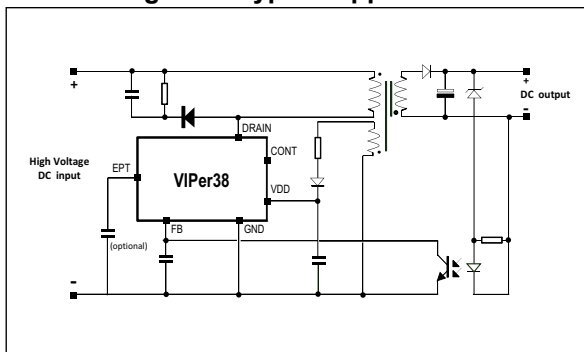 +
+
-
DC output
DRAIN
CONT
High Voltage
DC input
EPT
VIPer38
VDD
FB
GND
(optional)
-